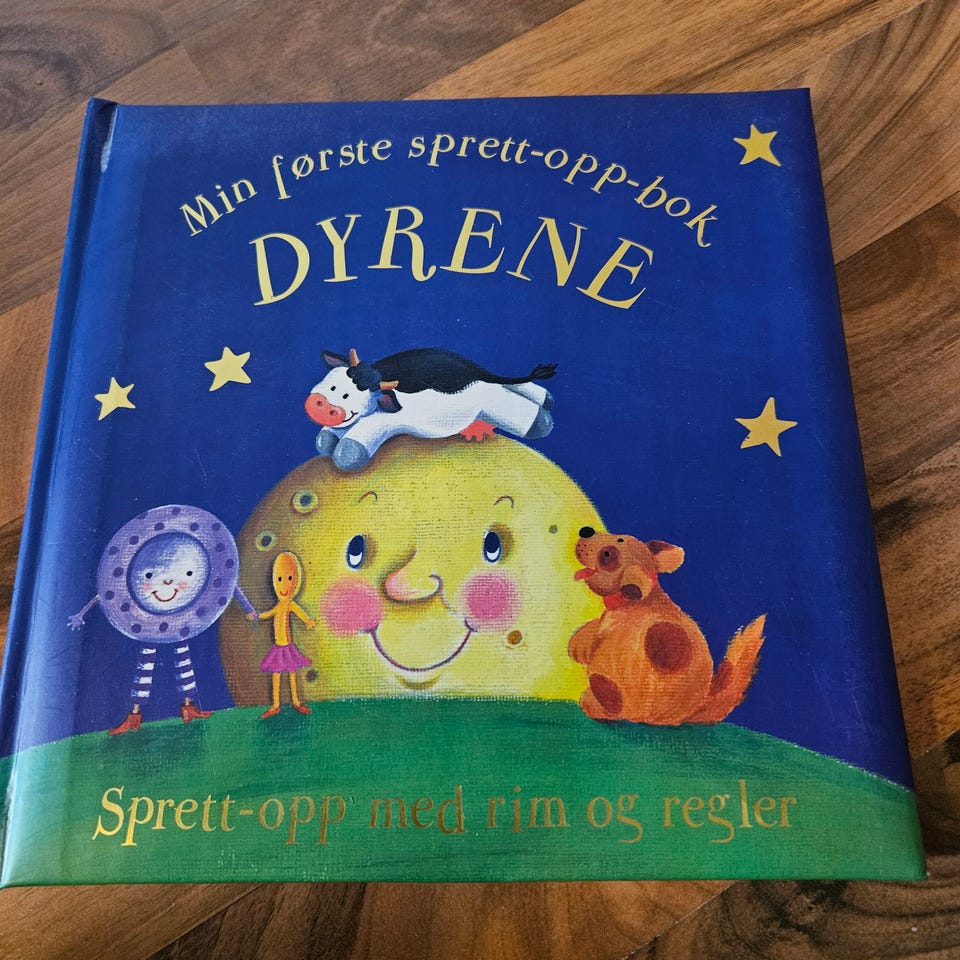 Min første sprett-opp-bok
DYRENE
Sprett-opp med rim og regler